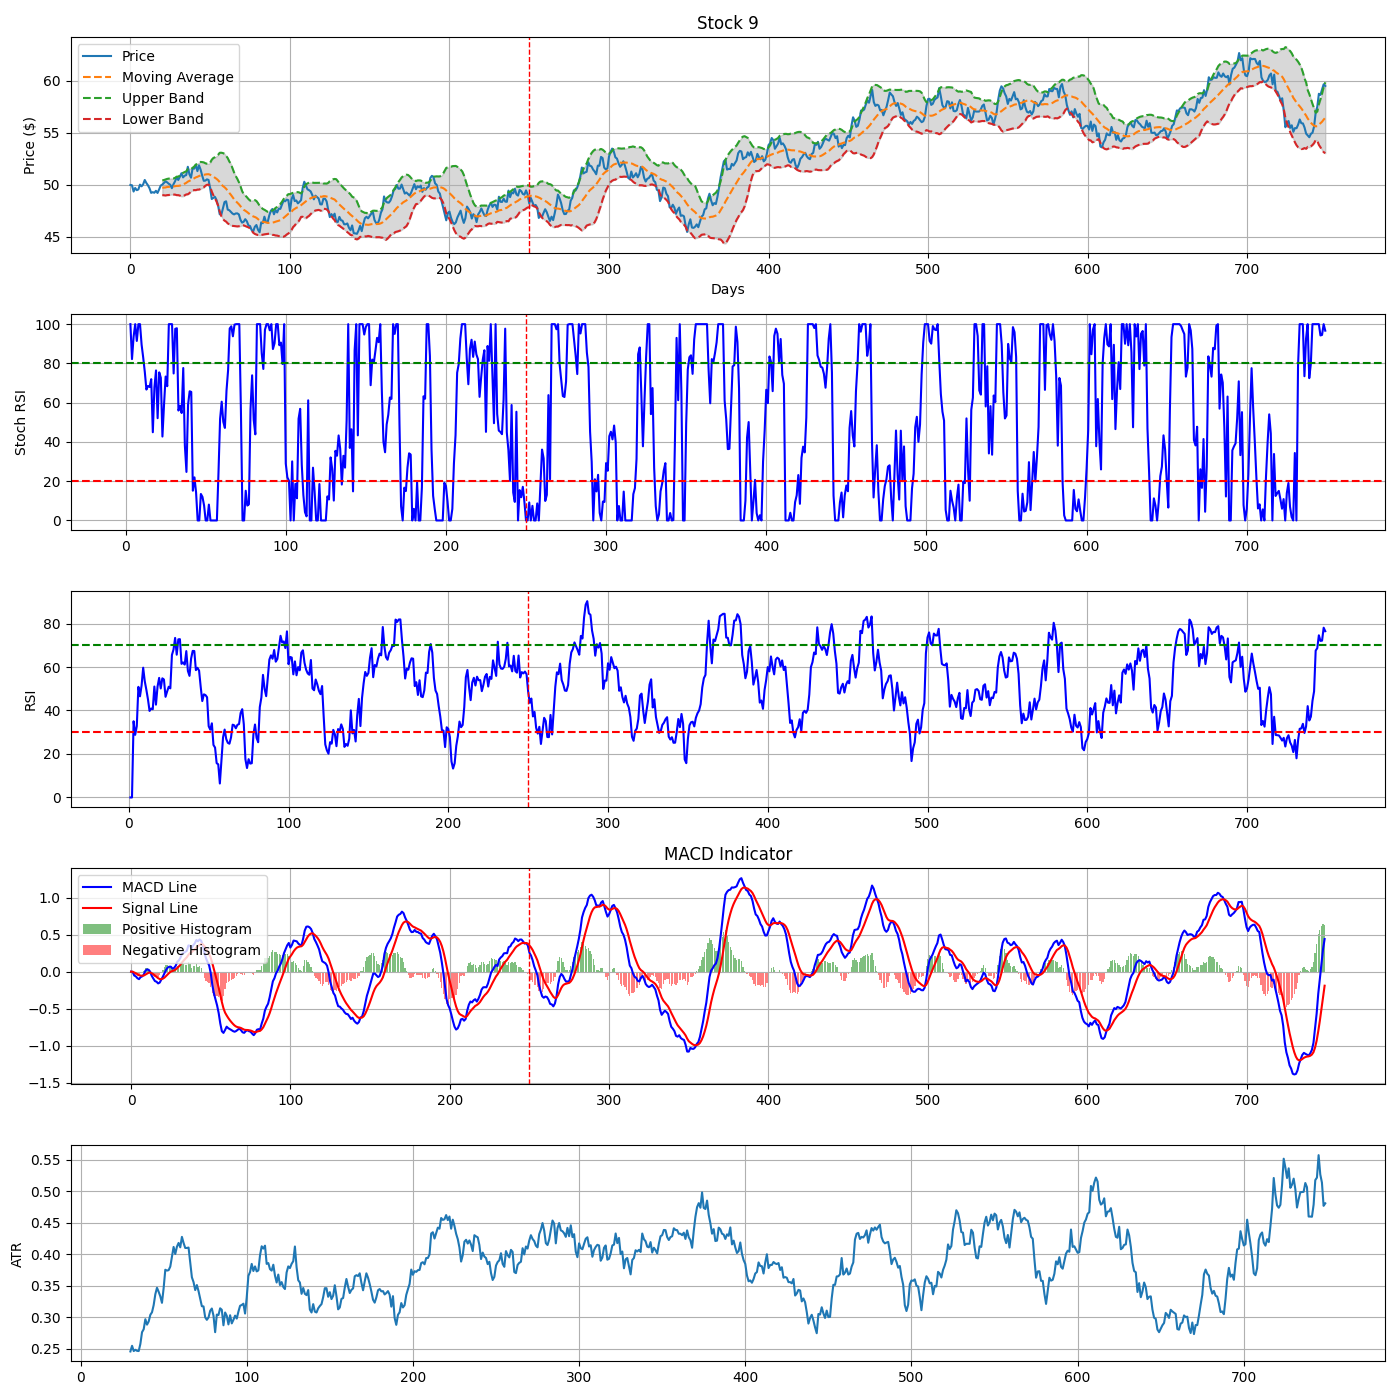 Stock 9
Price
Moving Average
Upper Band
Lower Band
Price ($)
60
55
50
45
0 100 200 300 400 500 600 700
Days
Stoch RSI
100
80
60
40
20
0
0 100 200 300 400 500 600 700
RSI
80
60
40
20
0
0 100 200 300 400 500 600 700
MACD Indicator
MACD Line
Signal Line
Positive Histogram
Negative Histogram
1.0
0.5
0.0
−0.5
−1.0
−1.5
0 100 200 300 400 500 600 700
ATR
0.55
0.50
0.45
0.40
0.35
0.30
0.25
0 100 200 300 400 500 600 700